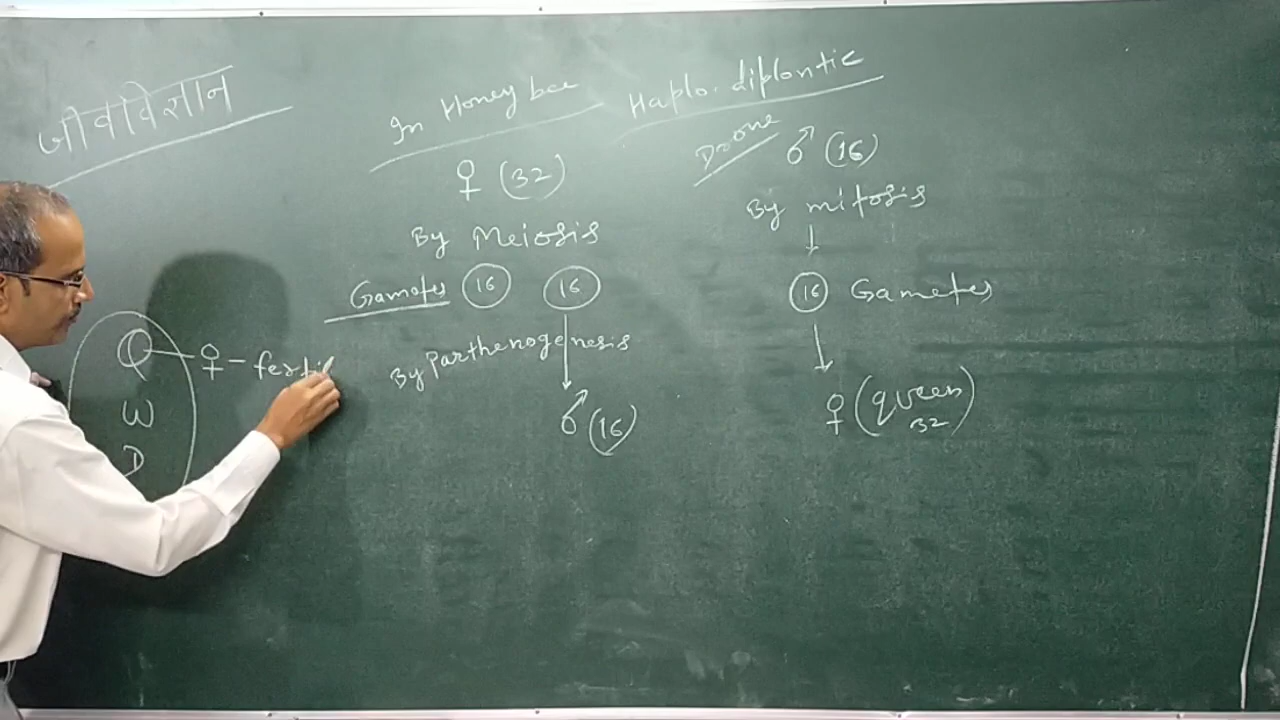 जीवविज्ञान
In Honey bee
Haplo. diplontic
♀ (32)
Drone ♂ (16)
By Meiosis
By mitosis
Gametes 16 16
16 Gametes
By Parthenogenesis
♂ (16)
♀ (queen)
32
Q ♀ - ferti
W
D